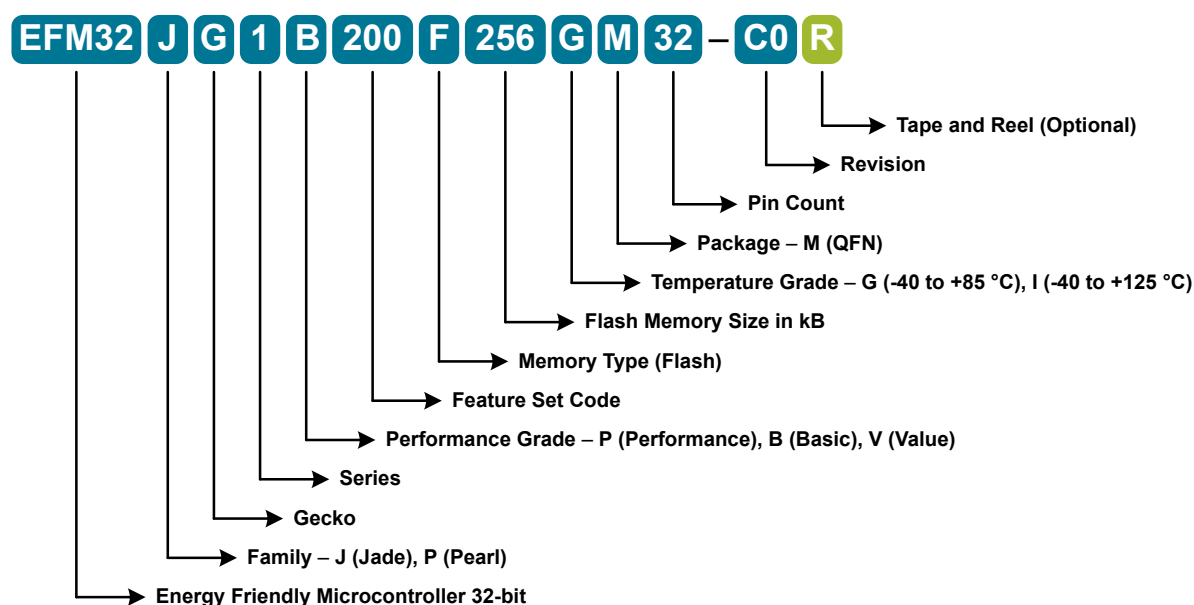 EFM32 J G 1 B 200 F 256 G M 32 – C0 R
Tape and Reel (Optional)
Revision
Pin Count
Package – M (QFN)
Temperature Grade – G (-40 to +85 °C), I (-40 to +125 °C)
Flash Memory Size in kB
Memory Type (Flash)
Feature Set Code
Performance Grade – P (Performance), B (Basic), V (Value)
Series
Gecko
Family – J (Jade), P (Pearl)
Energy Friendly Microcontroller 32-bit